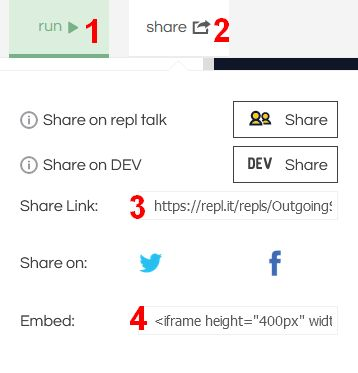 run 1 share 2
Share on repl talk Share
Share on DEV DEV Share
Share Link: 3 https://repl.it/repls/Outgoing
Share on:
Embed: 4 <iframe height="400px" widt